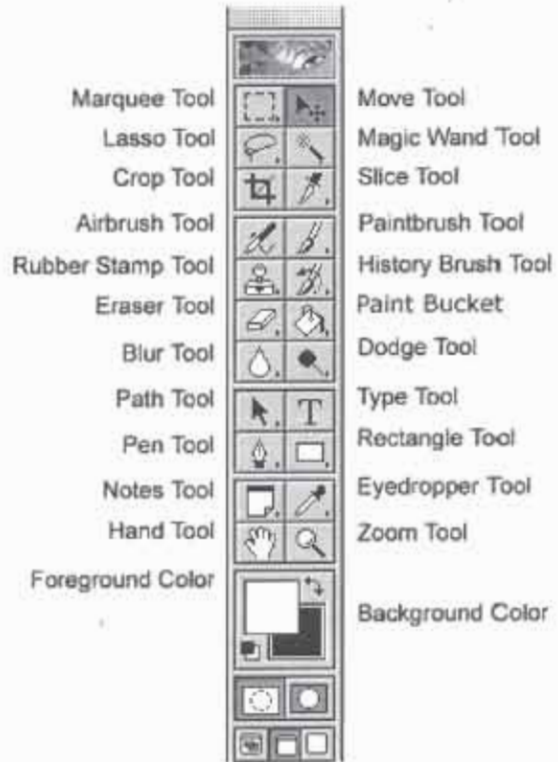 Marquee Tool Move Tool
Lasso Tool Magic Wand Tool
Crop Tool Slice Tool
Airbrush Tool Paintbrush Tool
Rubber Stamp Tool History Brush Tool
Eraser Tool Paint Bucket
Blur Tool Dodge Tool
Path Tool T Type Tool
Pen Tool Rectangle Tool
Notes Tool Eyedropper Tool
Hand Tool Zoom Tool
Foreground Color
Background Color